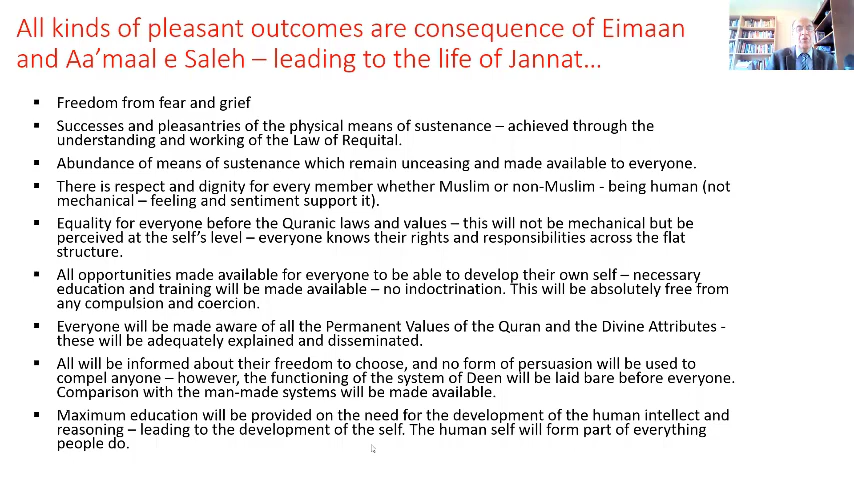 All kinds of pleasant outcomes are consequence of Eimaan
and Aa’maal e Saleh – leading to the life of Jannat…
▪ Freedom from fear and grief
▪ Successes and pleasantries of the physical means of sustenance – achieved through the
understanding and working of the Law of Requital.
▪ Abundance of means of sustenance which remain unceasing and made available to everyone.
▪ There is respect and dignity for every member whether Muslim or non-Muslim - being human (not
mechanical – feeling and sentiment support it).
▪ Equality for everyone before the Quranic laws and values – this will not be mechanical but be
perceived at the self’s level – everyone knows their rights and responsibilities across the flat
structure.
▪ All opportunities made available for everyone to be able to develop their own self – necessary
education and training will be made available – no indoctrination. This will be absolutely free from
any compulsion and coercion.
▪ Everyone will be made aware of all the Permanent Values of the Quran and the Divine Attributes -
these will be adequately explained and disseminated.
▪ All will be informed about their freedom to choose, and no form of persuasion will be used to
compel anyone – however, the functioning of the system of Deen will be laid bare before everyone.
Comparison with the man-made systems will be made available.
▪ Maximum education will be provided on the need for the development of the human intellect and
reasoning – leading to the development of the self. The human self will form part of everything
people do.